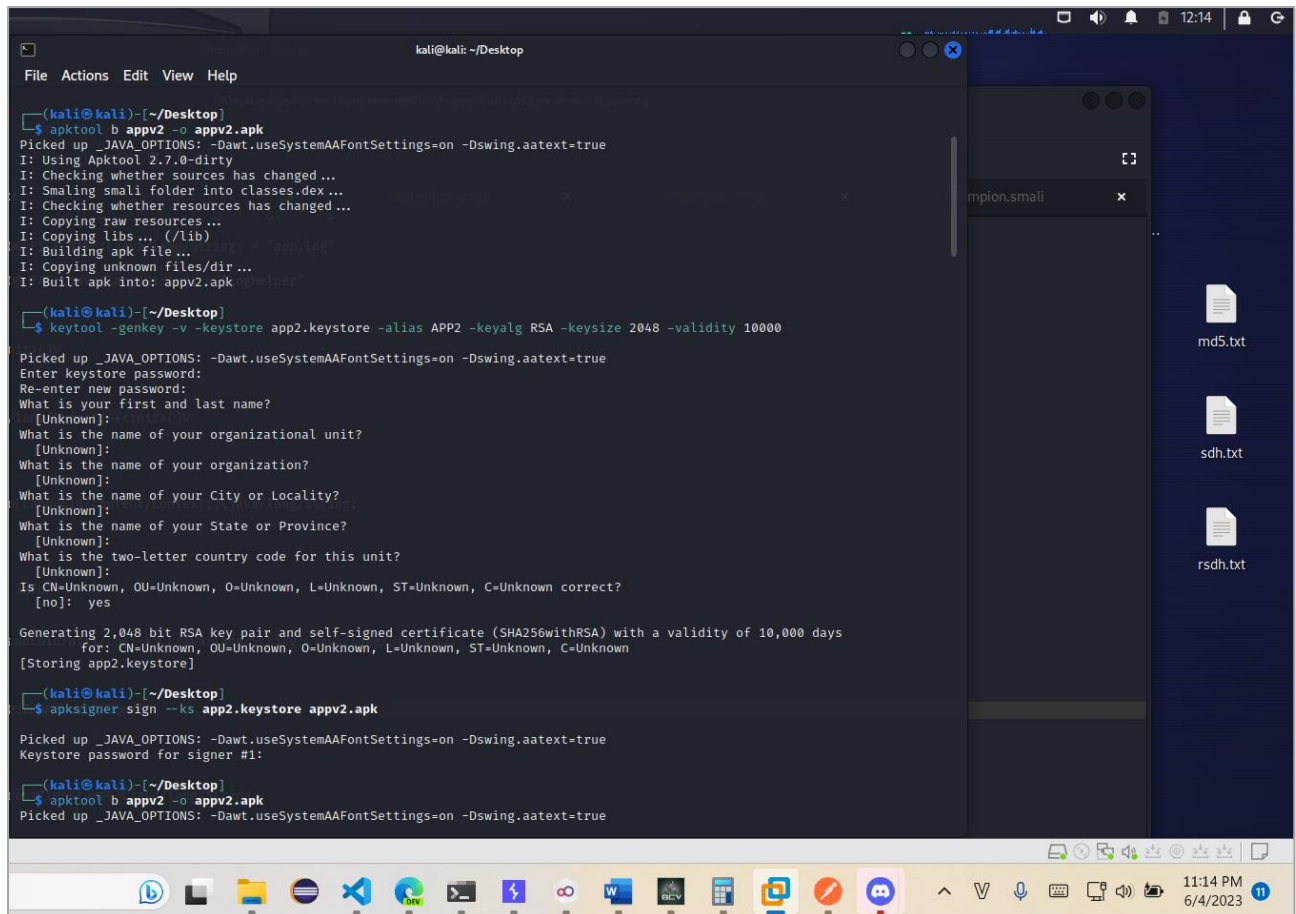 12:14
kali@kali: ~/Desktop
File Actions Edit View Help
┌──(kali㉿kali)-[~/Desktop]
└─$ apktool b appv2 -o appv2.apk
Picked up _JAVA_OPTIONS: -Dawt.useSystemAAFontSettings=on -Dswing.aatext=true
I: Using Apktool 2.7.0-dirty
I: Checking whether sources has changed...
I: Smaling smali folder into classes.dex...
I: Checking whether resources has changed...
I: Copying raw resources...
I: Copying libs... (/lib)
I: Building apk file...
I: Copying unknown files/dir...
I: Built apk into: appv2.apk
┌──(kali㉿kali)-[~/Desktop]
└─$ keytool -genkey -v -keystore app2.keystore -alias APP2 -keyalg RSA -keysize 2048 -validity 10000
Picked up _JAVA_OPTIONS: -Dawt.useSystemAAFontSettings=on -Dswing.aatext=true
Enter keystore password:
Re-enter new password:
What is your first and last name?
[Unknown]:
What is the name of your organizational unit?
[Unknown]:
What is the name of your organization?
[Unknown]:
What is the name of your City or Locality?
[Unknown]:
What is the name of your State or Province?
[Unknown]:
What is the two-letter country code for this unit?
[Unknown]:
Is CN=Unknown, OU=Unknown, O=Unknown, L=Unknown, ST=Unknown, C=Unknown correct?
[no]: yes
Generating 2,048 bit RSA key pair and self-signed certificate (SHA256withRSA) with a validity of 10,000 days
for: CN=Unknown, OU=Unknown, O=Unknown, L=Unknown, ST=Unknown, C=Unknown
[Storing app2.keystore]
┌──(kali㉿kali)-[~/Desktop]
└─$ apksigner sign --ks app2.keystore appv2.apk
Picked up _JAVA_OPTIONS: -Dawt.useSystemAAFontSettings=on -Dswing.aatext=true
Keystore password for signer #1:
┌──(kali㉿kali)-[~/Desktop]
└─$ apktool b appv2 -o appv2.apk
Picked up _JAVA_OPTIONS: -Dawt.useSystemAAFontSettings=on -Dswing.aatext=true
mpion.smali
md5.txt
sdh.txt
rsdh.txt
DEV
BCV
11:14 PM
6/4/2023
11